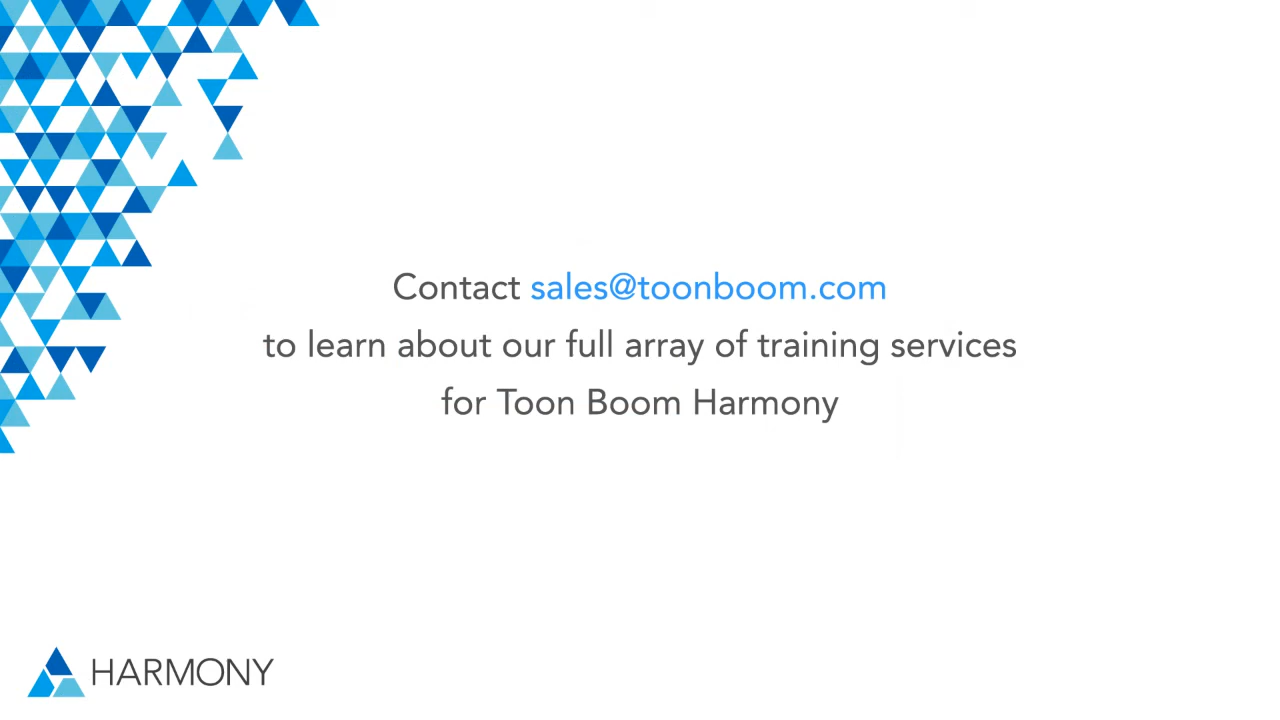 Contact sales@toonboom.com
to learn about our full array of training services
for Toon Boom Harmony
HARMONY